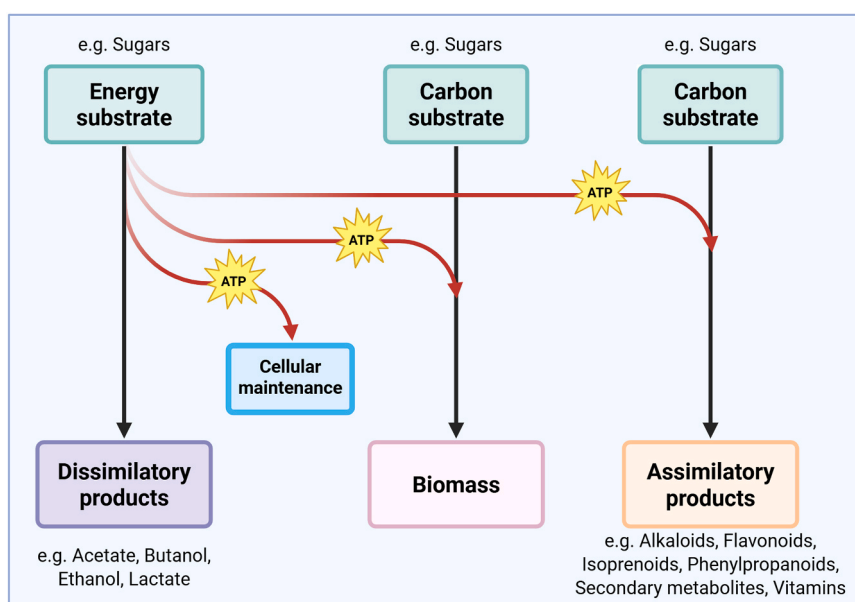 e.g. Sugars
e.g. Sugars
e.g. Sugars
Energy
substrate
Carbon
substrate
Carbon
substrate
ATP
ATP
ATP
Cellular
maintenance
Dissimilatory
products
Biomass
Assimilatory
products
e.g. Acetate, Butanol,
Ethanol, Lactate
e.g. Alkaloids, Flavonoids,
Isoprenoids, Phenylpropanoids,
Secondary metabolites, Vitamins